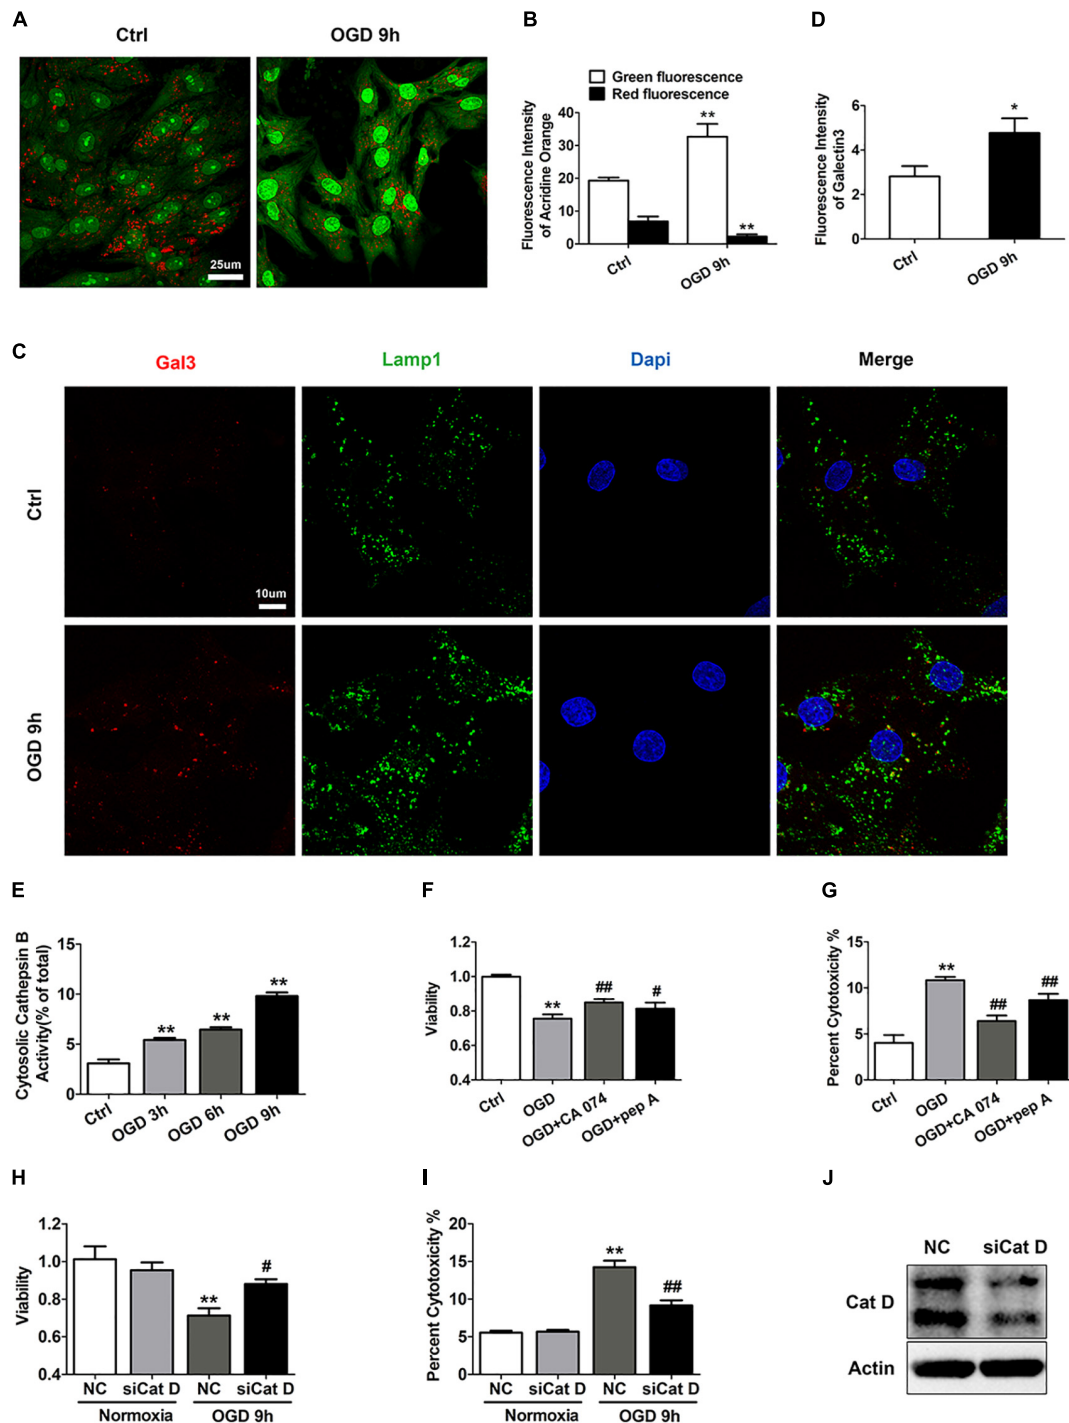 A
Ctrl
OGD 9h
25um
B
Green fluorescence
Red fluorescence
Fluorescence Intensity
of Acridine Orange
40
30
20
10
0
**
**
Ctrl
OGD 9h
D
Fluorescence Intensity
of Galectin3
6
4
2
0
*
Ctrl
OGD 9h
C
Gal3
Lamp1
Dapi
Merge
Ctrl
10um
OGD 9h
E
Cytosolic Cathepsin B
Activity(% of total)
15
10
5
0
**
**
**
Ctrl
OGD 3h
OGD 6h
OGD 9h
F
Viability
1.2
1.0
0.8
0.6
0.4
**
##
#
Ctrl
OGD
OGD+CA 074
OGD+pep A
G
Percent Cytotoxicity %
15
10
5
0
**
##
##
Ctrl
OGD
OGD+CA 074
OGD+pep A
H
Viability
1.2
1.0
0.8
0.6
0.4
**
#
NC siCat D NC siCat D
Normoxia OGD 9h
I
Percent Cytotoxicity %
20
15
10
5
0
**
##
NC siCat D NC siCat D
Normoxia OGD 9h
J
NC siCat D
Cat D
Actin